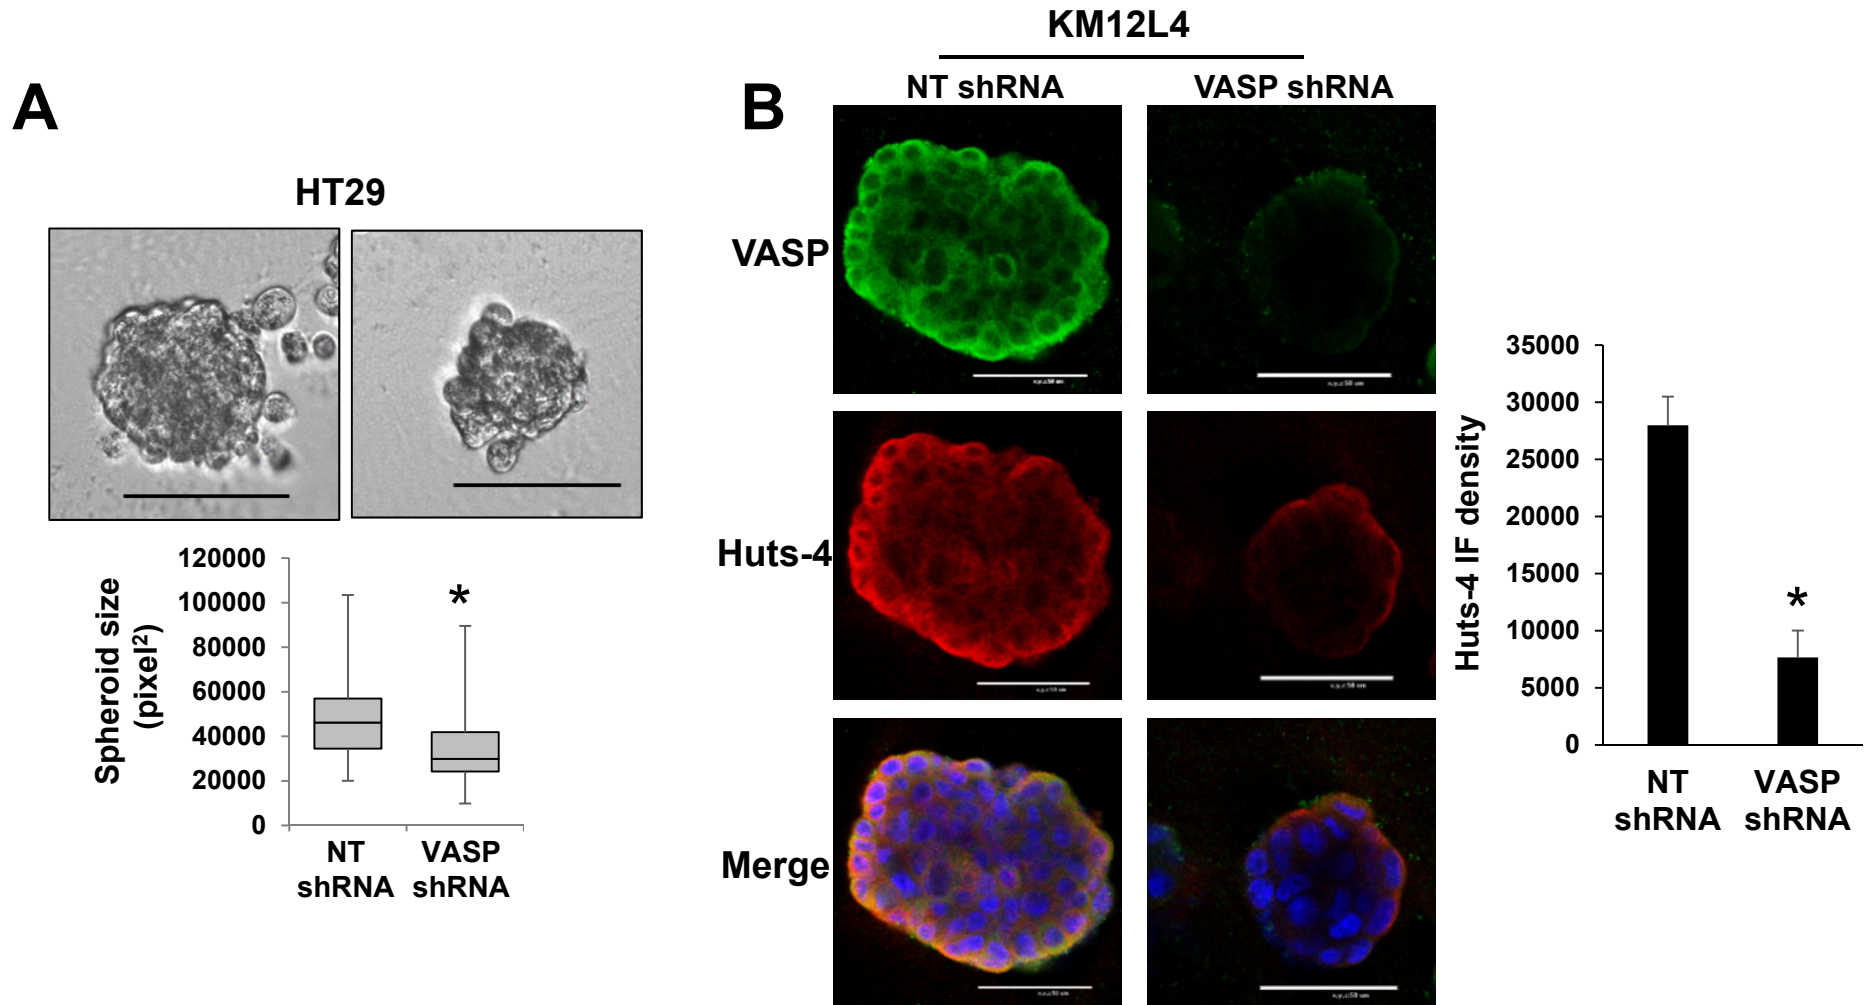 KM12L4
NT shRNA
VASP shRNA
A
B
HT29
VASP
Huts-4
Merge
Spheroid size
(pixel²)
120000
100000
80000
60000
40000
20000
0
*
NT
shRNA
VASP
shRNA
Huts-4 IF density
35000
30000
25000
20000
15000
10000
5000
0
*
NT
shRNA
VASP
shRNA